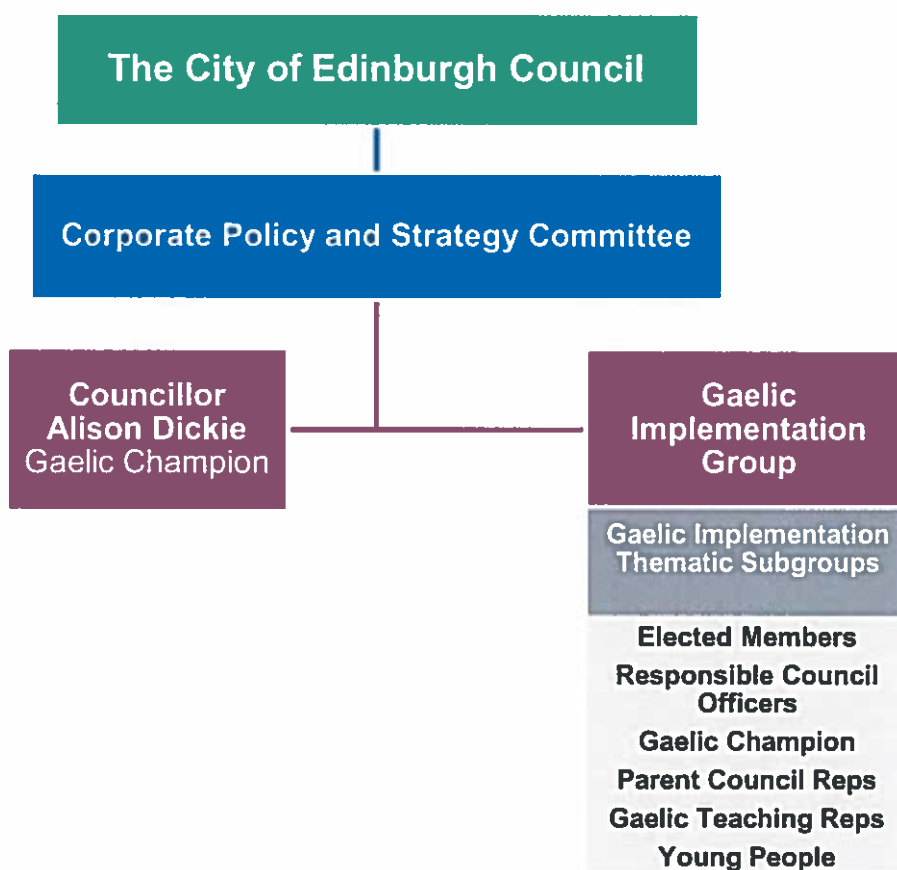 The City of Edinburgh Council
Corporate Policy and Strategy Committee
Councillor
Alison Dickie
Gaelic Champion
Gaelic
Implementation
Group
Gaelic Implementation
Thematic Subgroups
Elected Members
Responsible Council
Officers
Gaelic Champion
Parent Council Reps
Gaelic Teaching Reps
Young People